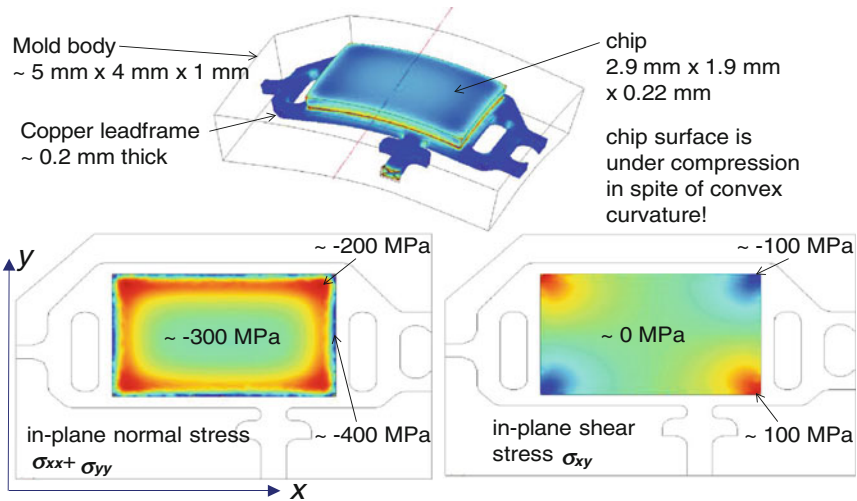 Mold body
~ 5 mm x 4 mm x 1 mm
Copper leadframe
~ 0.2 mm thick
chip
2.9 mm x 1.9 mm
x 0.22 mm
chip surface is
under compression
in spite of convex
curvature!
y
~ -200 MPa
~ -300 MPa
~ -400 MPa
in-plane normal stress
σxx+ σyy
x
~ -100 MPa
~ 0 MPa
~ 100 MPa
in-plane shear
stress σxy